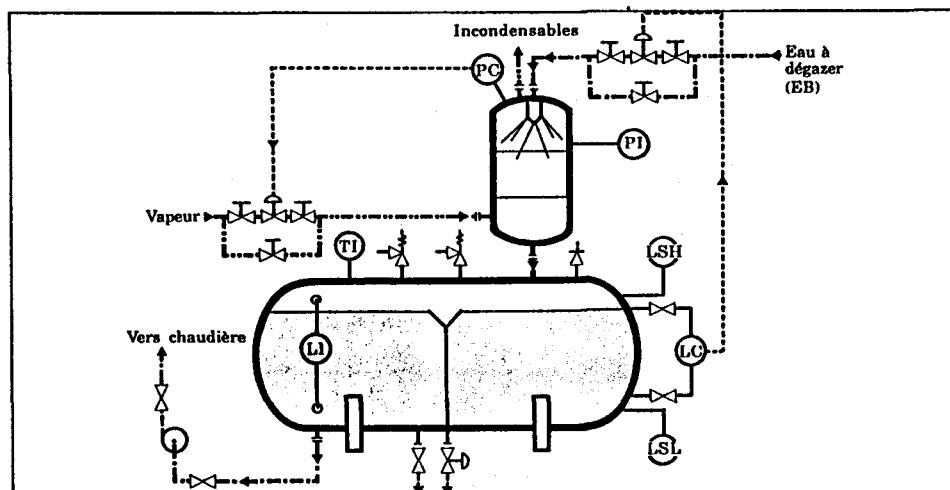 Incondensables
Eau à
dégazer
(EB)
PC
PI
Vapeur
TI
LSH
Vers chaudière
LI
LC
LSL